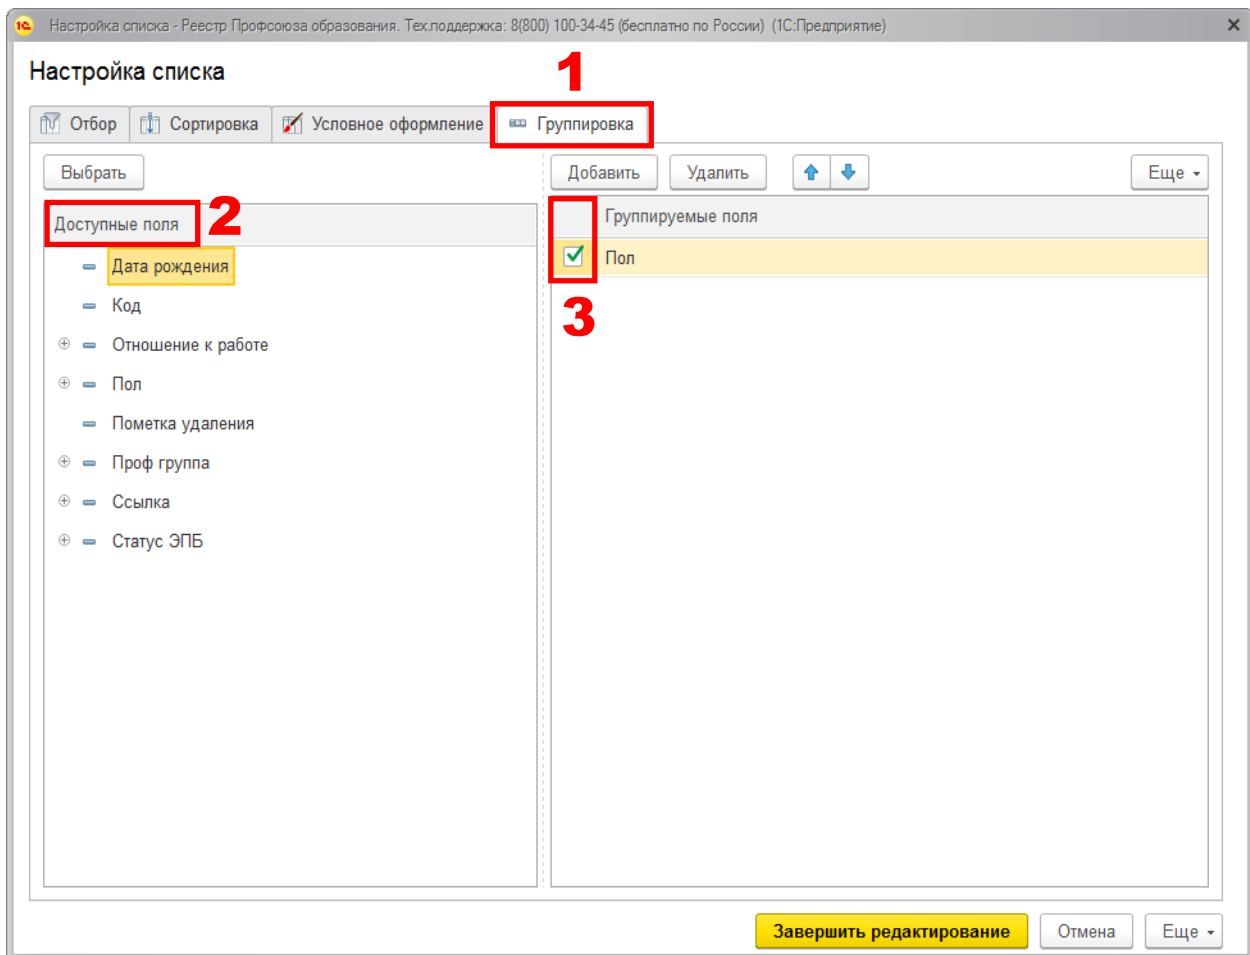 1С Настройка списка - Реестр Профсоюза образования. Тех.поддержка: 8(800) 100-34-45 (бесплатно по России) (1С:Предприятие)
Настройка списка
1
Отбор Сортировка Условное оформление Группировка
Выбрать Добавить Удалить Еще
Доступные поля 2 Группируемые поля
Дата рождения Пол
Код 3
Отношение к работе
Пол
Пометка удаления
Проф группа
Ссылка
Статус ЭПБ
Завершить редактирование Отмена Еще